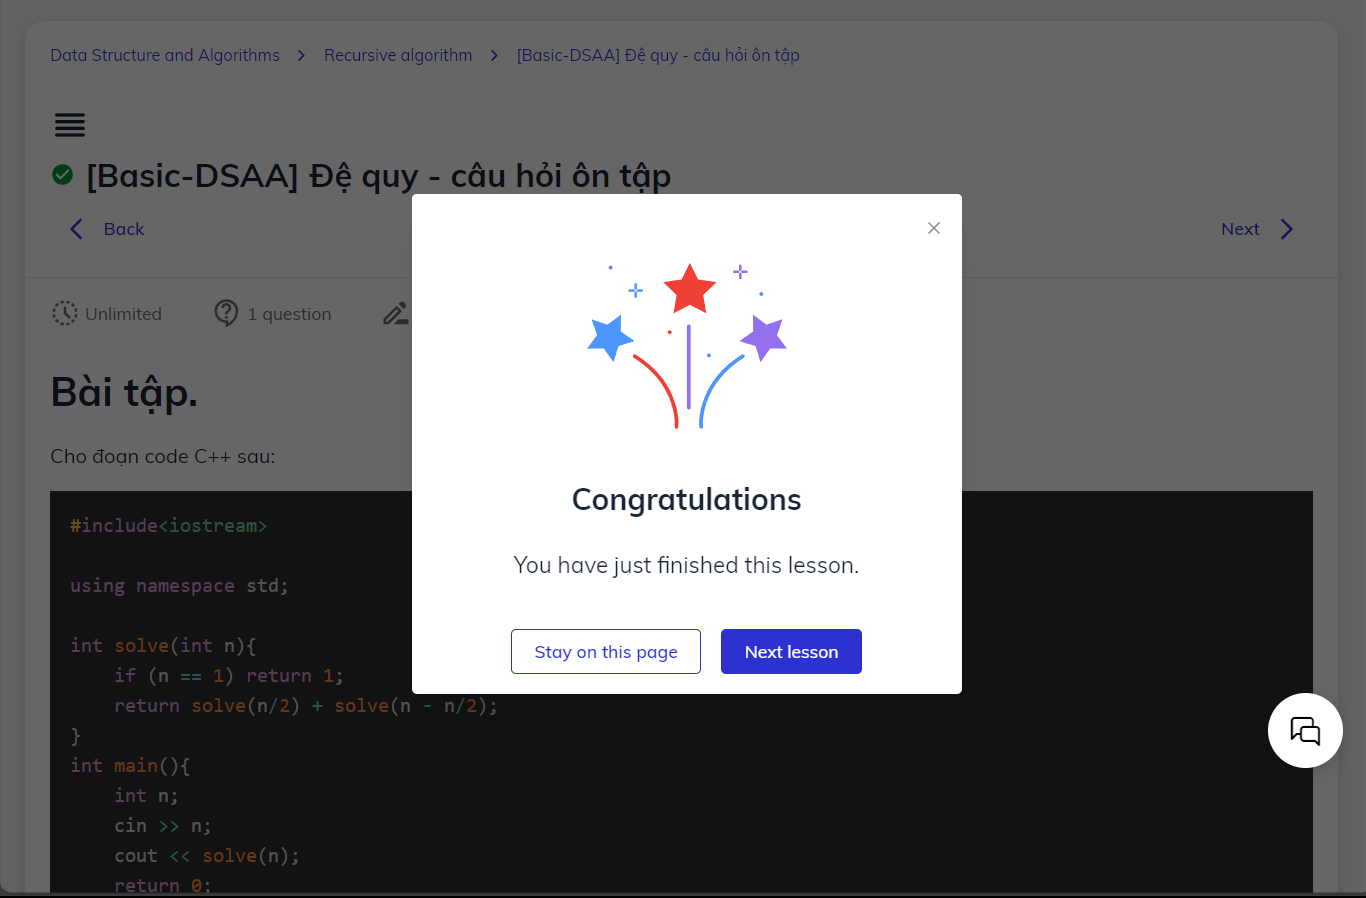 Data Structure and Algorithms > Recursive algorithm > [Basic-DSAA] Đệ quy - câu hỏi ôn tập
[Basic-DSAA] Đệ quy - câu hỏi ôn tập
Back
Next
Unlimited
1 question
Bài tập.
Cho đoạn code C++ sau:
#include<iostream>
using namespace std;
int solve(int n){
    if (n == 1) return 1;
    return solve(n/2) + solve(n - n/2);
}
int main(){
    int n;
    cin >> n;
    cout << solve(n);
    return 0;
Congratulations
You have just finished this lesson.
Stay on this page
Next lesson